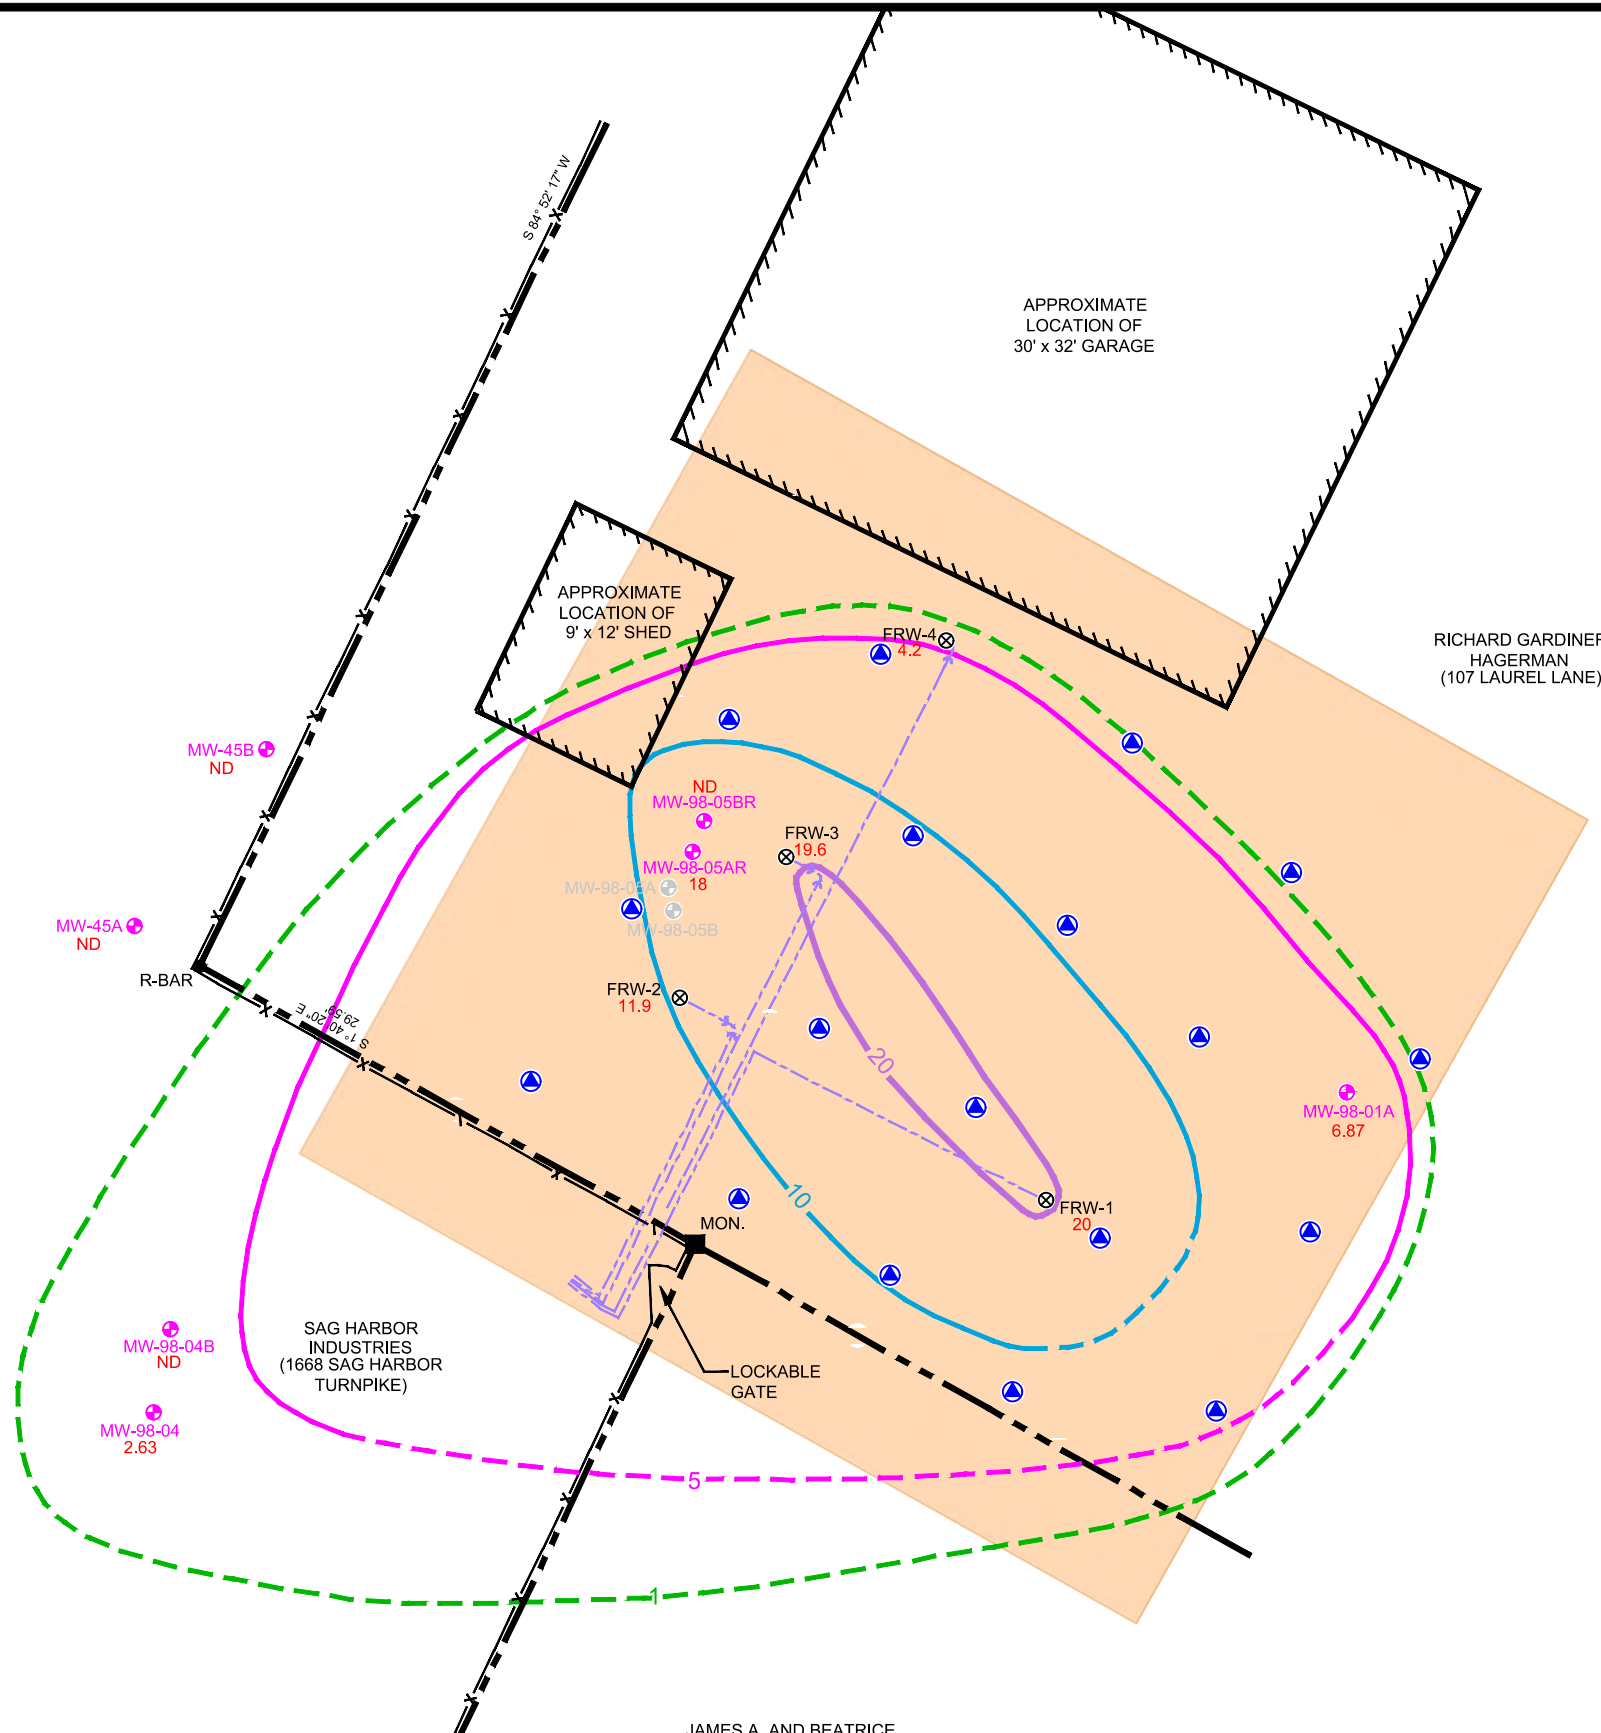 S 84° 52' 17" W
APPROXIMATE
LOCATION OF
30' x 32' GARAGE
APPROXIMATE
LOCATION OF
9' x 12' SHED
FRW-4
4.2
RICHARD GARDINER
HAGERMAN
(107 LAUREL LANE)
MW-45B
ND
ND
MW-98-05BR
FRW-3
19.6
MW-98-05AR
18
MW-98-05A
MW-98-05B
MW-45A
ND
R-BAR
FRW-2
11.9
S 1° 40' 20" E
29.59'
20
MW-98-01A
6.87
10
FRW-1
20
MON.
MW-98-04B
ND
SAG HARBOR
INDUSTRIES
(1668 SAG HARBOR
TURNPIKE)
LOCKABLE
GATE
MW-98-04
2.63
5
1
JAMES A. AND BEATRICE